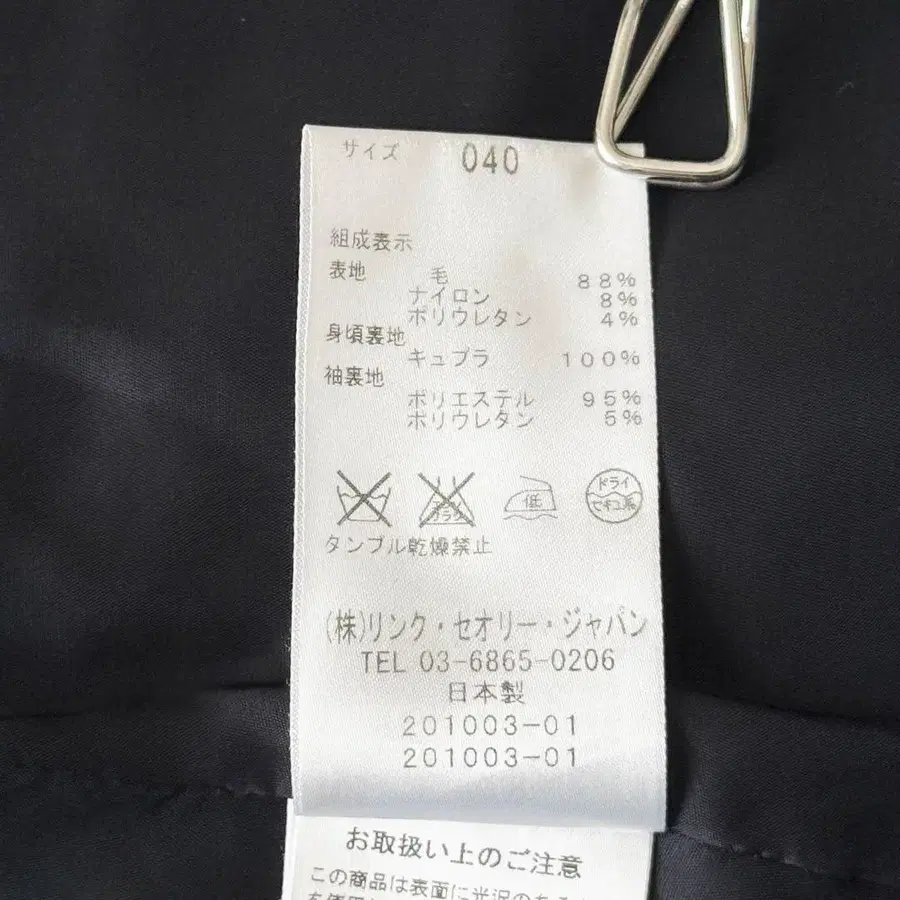 サイズ 040
組成表示
表地 毛 88%
ナイロン 8%
ポリウレタン 4%
身頃裏地
キュプラ 100%
袖裏地
ポリエステル 95%
ポリウレタン 5%
低 ドライ セキユ系
タンブル乾燥禁止
(株)リンク・セオリー・ジャパン
TEL 03-6865-0206
日本製
201003-01
201003-01
お取扱い上のご注意
この商品は表面に光沢のある